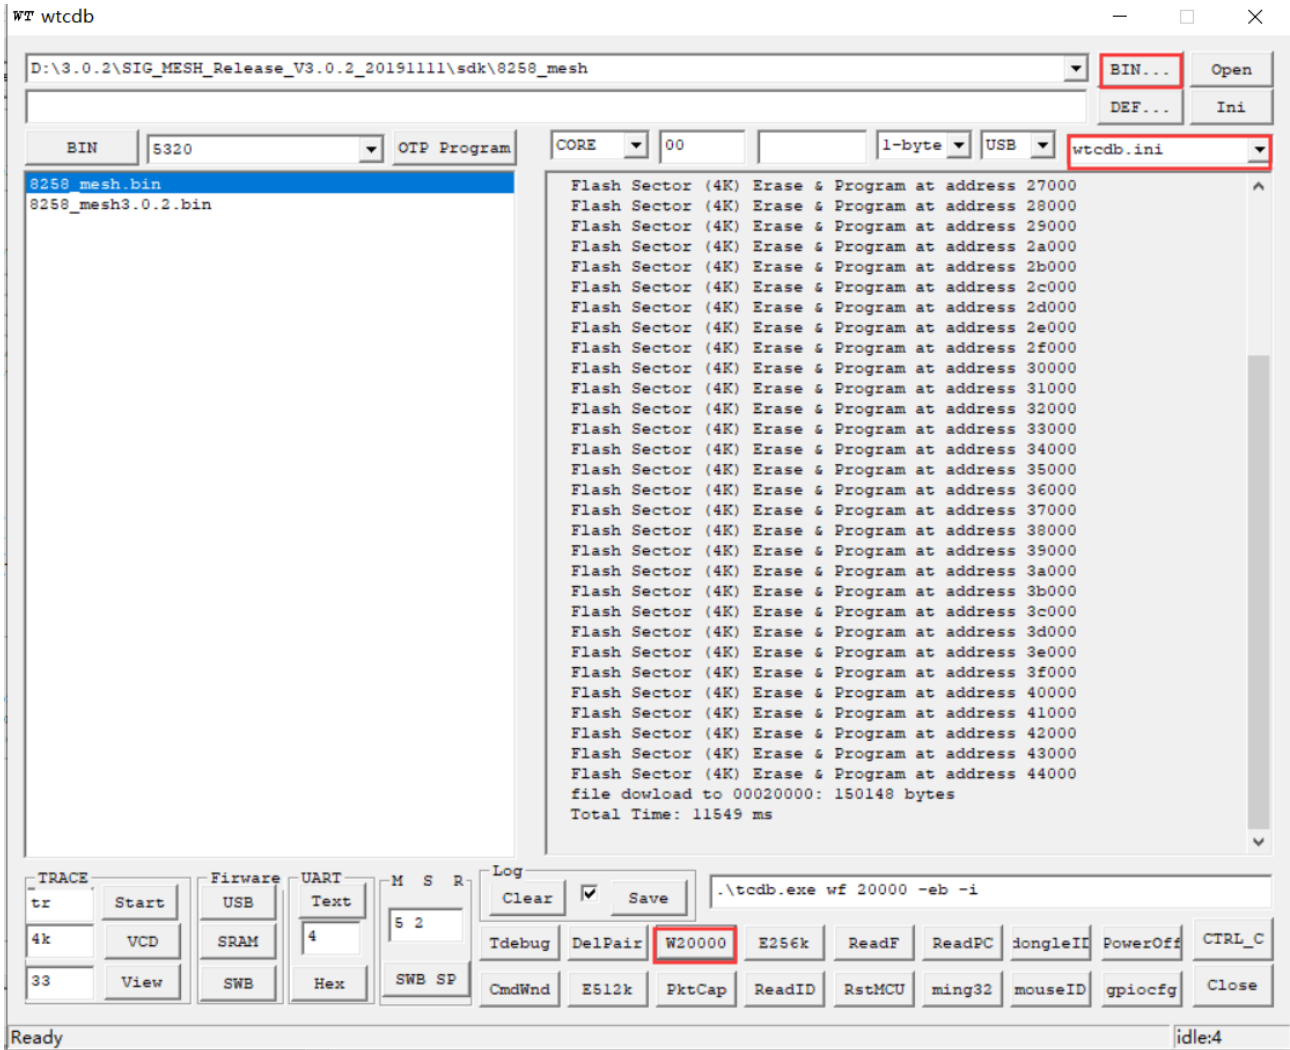 WT wtcdb
D:\3.0.2\SIG_MESH_Release_V3.0.2_20191111\sdk\8258_mesh
BIN...
Open
DEF...
Ini
BIN
5320
OTP Program
CORE
00
1-byte
USB
wtcdb.ini
8258_mesh.bin
8258_mesh3.0.2.bin
Flash Sector (4K) Erase & Program at address 27000
Flash Sector (4K) Erase & Program at address 28000
Flash Sector (4K) Erase & Program at address 29000
Flash Sector (4K) Erase & Program at address 2a000
Flash Sector (4K) Erase & Program at address 2b000
Flash Sector (4K) Erase & Program at address 2c000
Flash Sector (4K) Erase & Program at address 2d000
Flash Sector (4K) Erase & Program at address 2e000
Flash Sector (4K) Erase & Program at address 2f000
Flash Sector (4K) Erase & Program at address 30000
Flash Sector (4K) Erase & Program at address 31000
Flash Sector (4K) Erase & Program at address 32000
Flash Sector (4K) Erase & Program at address 33000
Flash Sector (4K) Erase & Program at address 34000
Flash Sector (4K) Erase & Program at address 35000
Flash Sector (4K) Erase & Program at address 36000
Flash Sector (4K) Erase & Program at address 37000
Flash Sector (4K) Erase & Program at address 38000
Flash Sector (4K) Erase & Program at address 39000
Flash Sector (4K) Erase & Program at address 3a000
Flash Sector (4K) Erase & Program at address 3b000
Flash Sector (4K) Erase & Program at address 3c000
Flash Sector (4K) Erase & Program at address 3d000
Flash Sector (4K) Erase & Program at address 3e000
Flash Sector (4K) Erase & Program at address 3f000
Flash Sector (4K) Erase & Program at address 40000
Flash Sector (4K) Erase & Program at address 41000
Flash Sector (4K) Erase & Program at address 42000
Flash Sector (4K) Erase & Program at address 43000
Flash Sector (4K) Erase & Program at address 44000
file dowload to 00020000: 150148 bytes
Total Time: 11549 ms
TRACE
tr
Start
4k
VCD
33
View
Firware
USB
SRAM
SWB
UART
Text
4
Hex
M S R
5 2
SWB SP
Log
Clear
Save
.\tcdb.exe wf 20000 -eb -i
Tdebug
DelPair
W20000
E256k
ReadF
ReadPC
dongleID
PowerOff
CTRL_C
CmdWnd
E512k
PktCap
ReadID
RstMCU
ming32
mouseID
gpiocfg
Close
Ready
idle:4